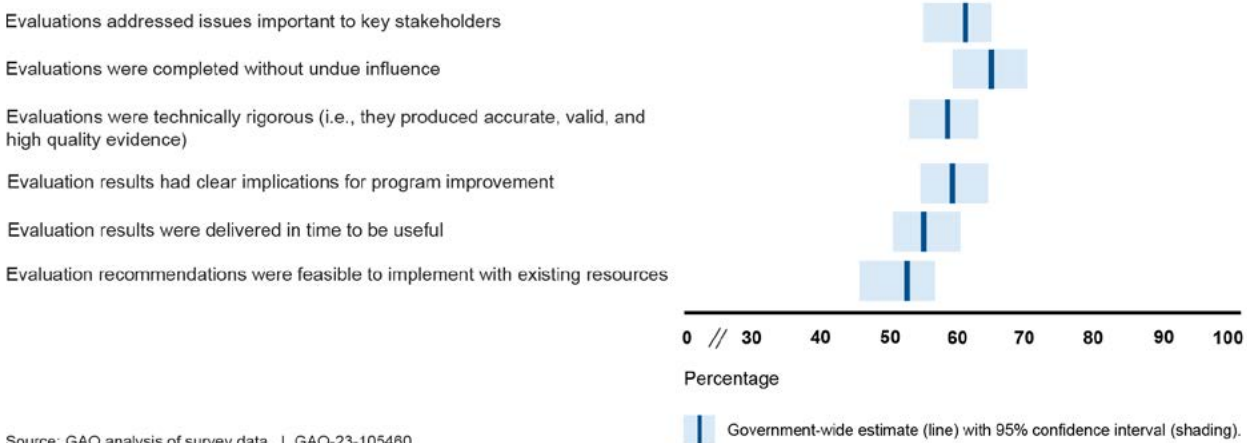 Evaluations addressed issues important to key stakeholders
Evaluations were completed without undue influence
Evaluations were technically rigorous (i.e., they produced accurate, valid, and
high quality evidence)
Evaluation results had clear implications for program improvement
Evaluation results were delivered in time to be useful
Evaluation recommendations were feasible to implement with existing resources
0 // 30 40 50 60 70 80 90 100
Percentage
Government-wide estimate (line) with 95% confidence interval (shading).
Source: GAO analysis of survey data. | GAO-23-105460